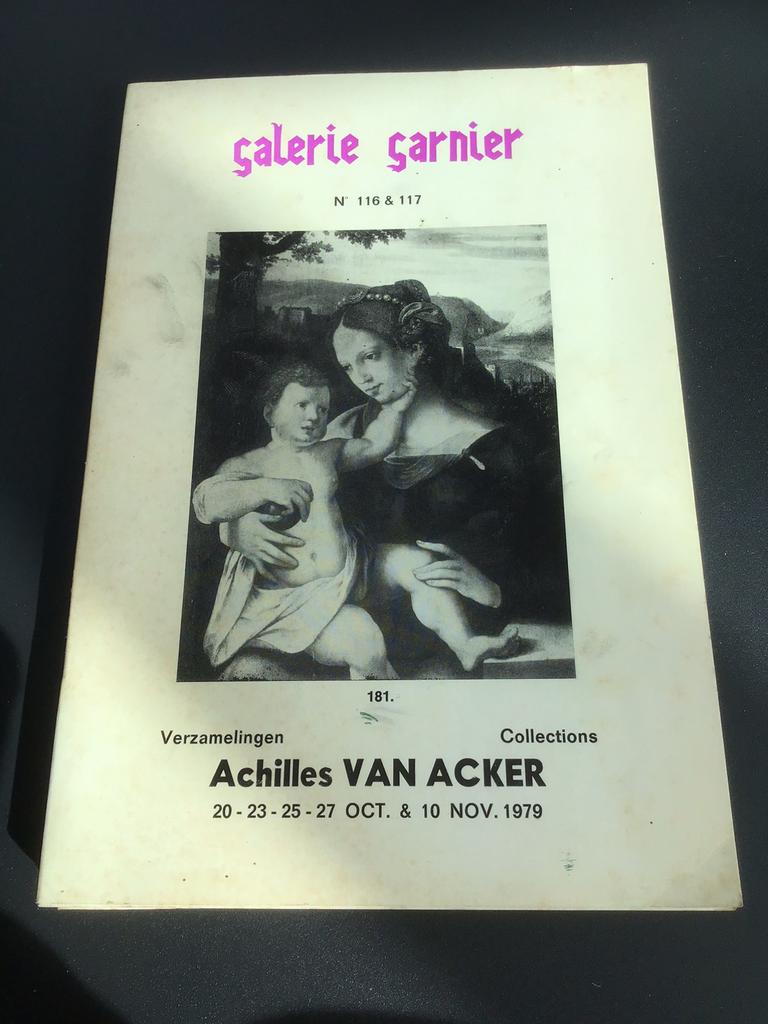 galerie garnier
N° 116 & 117
181.
Verzamelingen Collections
Achilles VAN ACKER
20 - 23 - 25 - 27 OCT. & 10 NOV. 1979